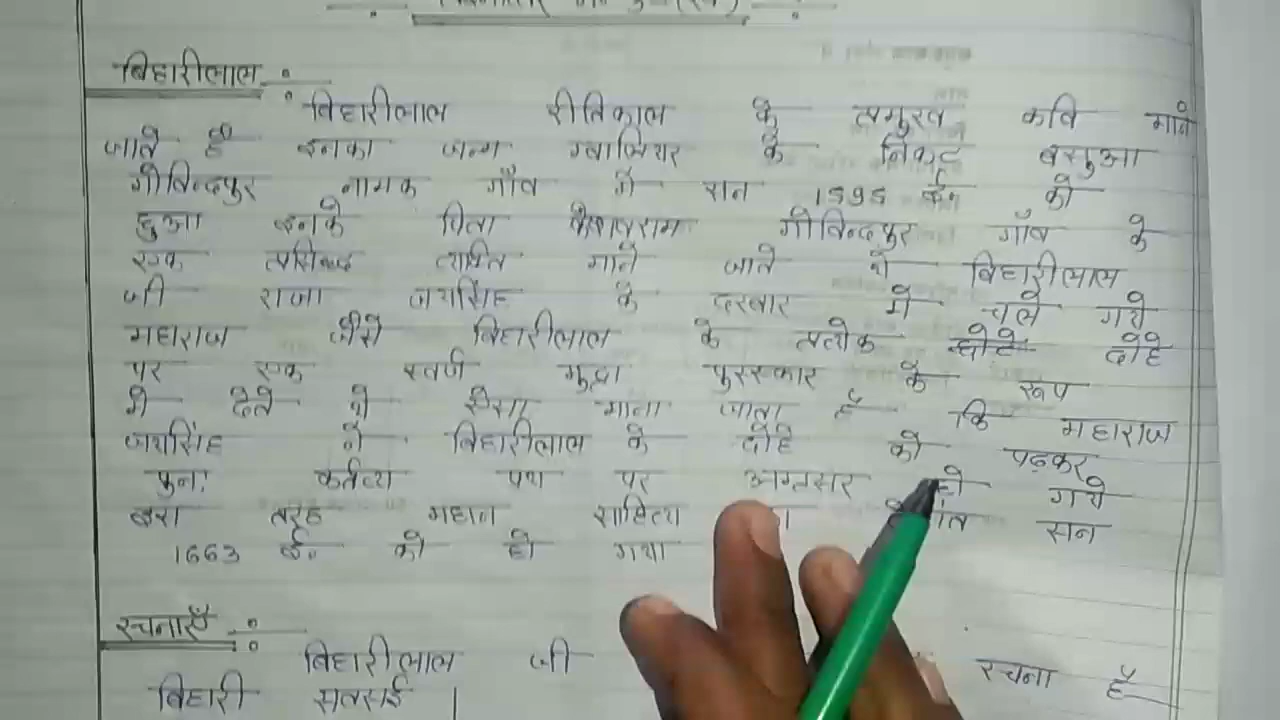 बिहारीलाल :
बिहारीलाल रीतिकाल के प्रमुख कवि माने
जाते हैं इनका जन्म ग्वालियर के निकट बसुआ
गोविन्दपुर नामक गाँव में सन 1595 ई० को
हुआ इनके पिता केशवराम गोविन्दपुर गाँव के
एक प्रसिध्द व्यक्ति माने जाते थे बिहारीलाल
जी राजा जयसिंह के दरबार में चले गये
महाराज बिहारीलाल के प्रत्येक दोहे
पर एक स्वर्ण मुद्रा पुरस्कार के रूप
में देते थे ऐसा माना जाता है कि महाराज
जयसिंह ने बिहारीलाल के दोहे को पढ़कर
पुनः कर्तव्य पथ पर अग्रसर हो गये
इस तरह महान साहित्य सन
1663 ई० को हो गया
रचनाएँ :
बिहारीलाल जी रचना है
बिहारी सतसई |